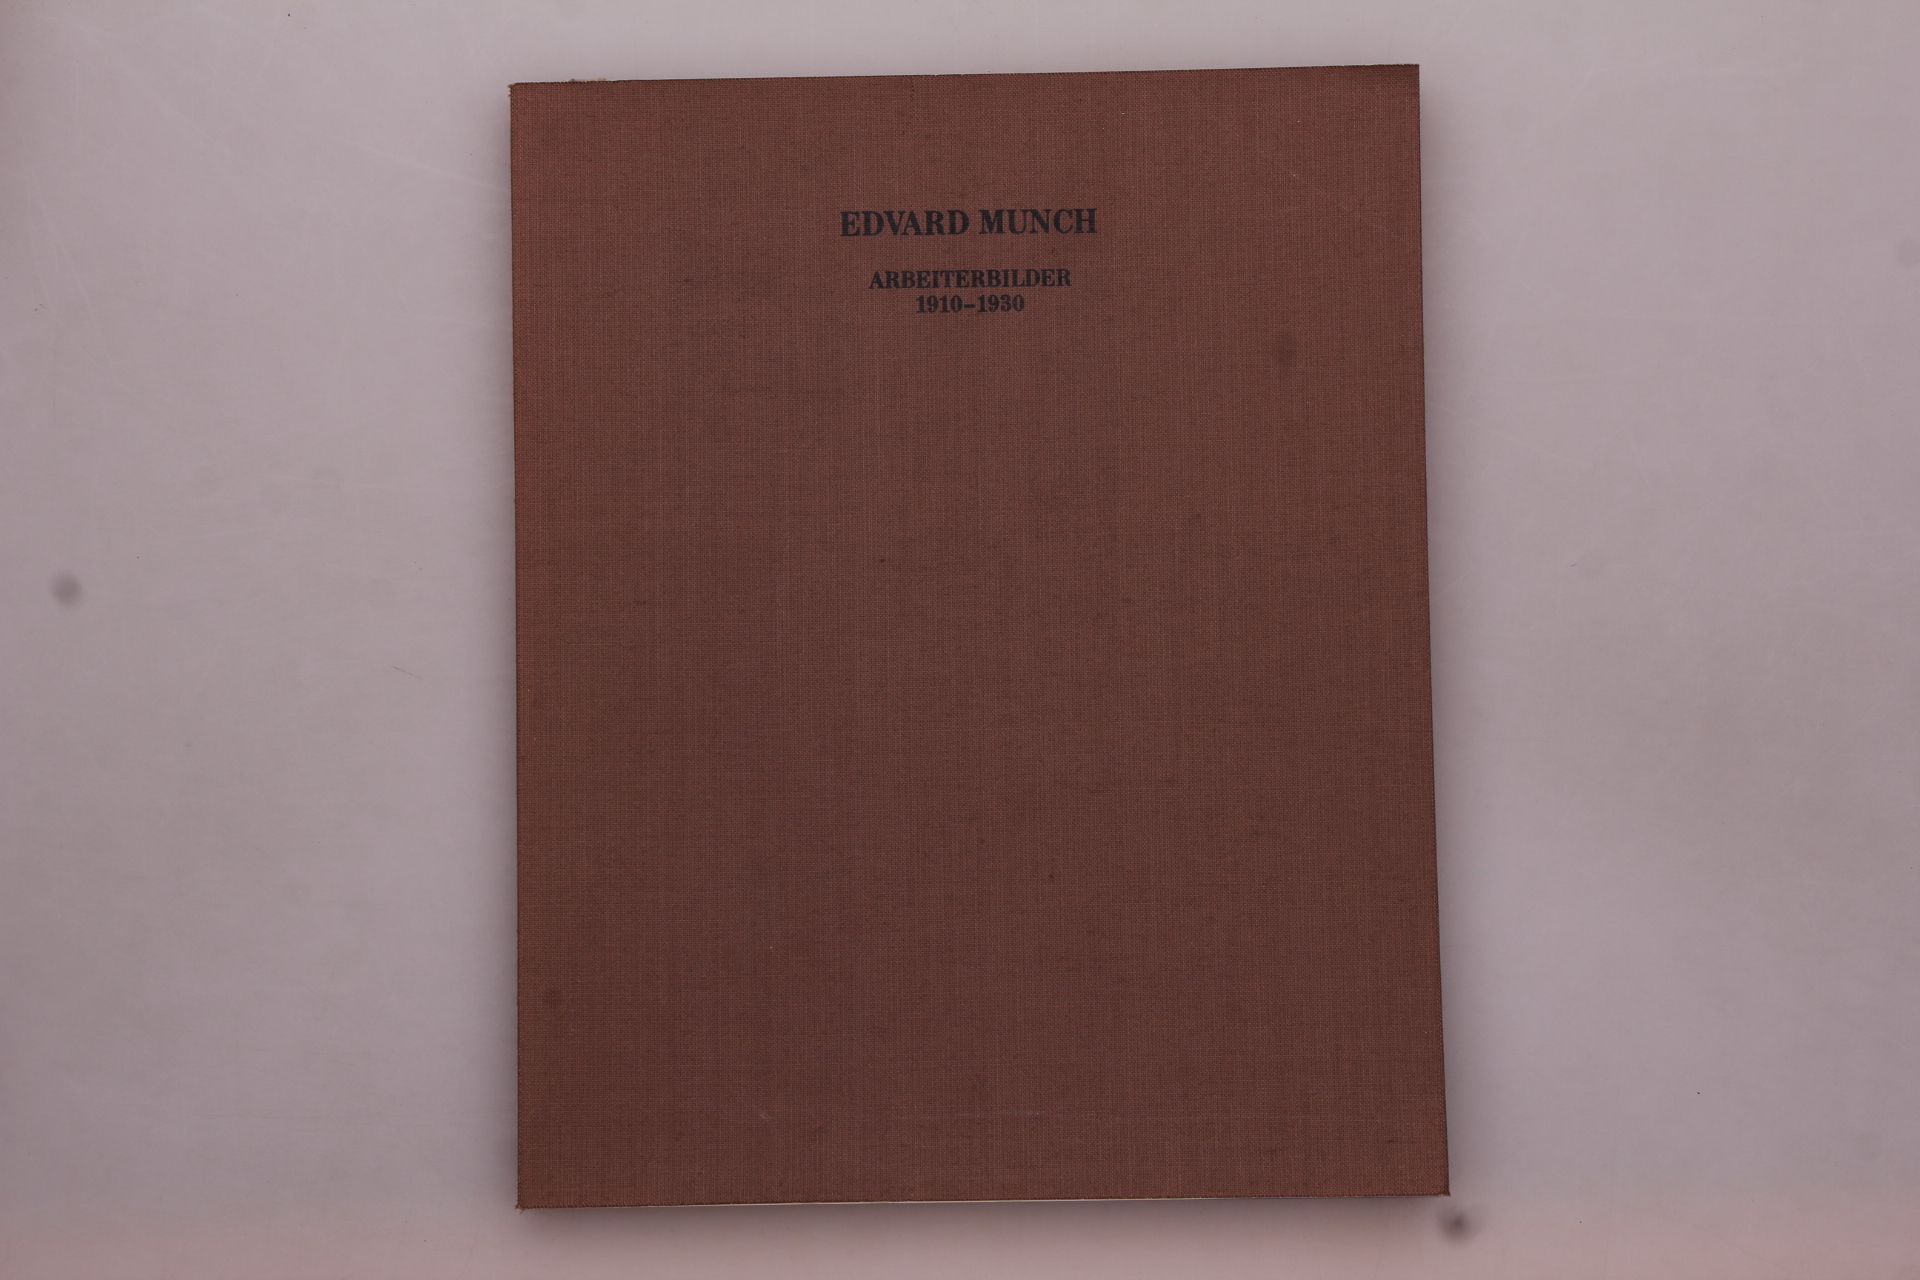 EDVARD MUNCH
ARBEITERBILDER
1910–1930